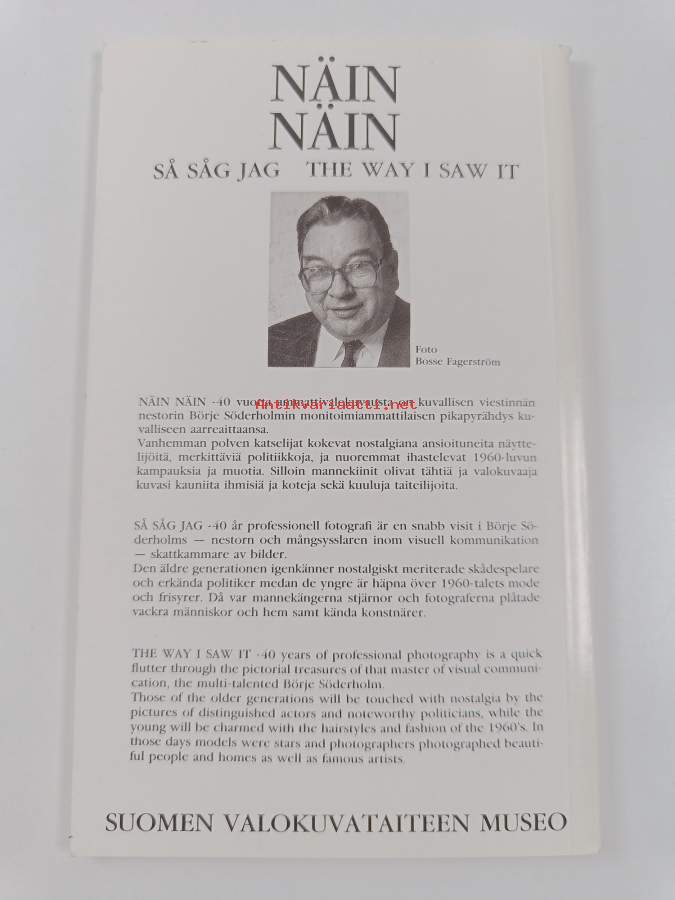 NÄIN
NÄIN
SÅ SÅG JAG THE WAY I SAW IT
Foto
Bosse Fagerström
NÄIN NÄIN -40 vuotta ammattivalokuvausta on kuvallisen viestinnän
Antikvariaatti.net
nestorin Börje Söderholmin monitoimiammattilaisen pikapyrähdys ku-
valliseen aarreaittaansa.
Vanhemman polven katselijat kokevat nostalgiana ansioituneita näytte-
lijöitä, merkittäviä politiikkoja, ja nuoremmat ihastelevat 1960-luvun
kampauksia ja muotia. Silloin mannekiinit olivat tähtiä ja valokuvaaja
kuvasi kauniita ihmisiä ja koteja sekä kuuluja taiteilijoita.
SÅ SÅG JAG -40 år professionell fotografi är en snabb visit i Börje Sö-
derholms — nestorn och mångsysslaren inom visuell kommunikation
— skattkammare av bilder.
Den äldre generationen igenkänner nostalgiskt meriterade skådespelare
och erkända politiker medan de yngre är häpna över 1960-talets mode
och frisyrer. Då var mannekängerna stjärnor och fotograferna plåtade
vackra människor och hem samt kända konstnärer.
THE WAY I SAW IT -40 years of professional photography is a quick
flutter through the pictorial treasures of that master of visual communi-
cation, the multi-talented Börje Söderholm.
Those of the older generations will be touched with nostalgia by the
pictures of distinguished actors and noteworthy politicians, while the
young will be charmed with the hairstyles and fashion of the 1960's. In
those days models were stars and photographers photographed beauti-
ful people and homes as well as famous artists.
SUOMEN VALOKUVATAITEEN MUSEO